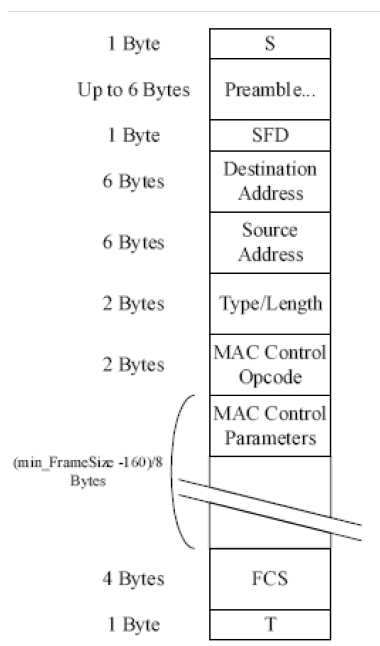 1 Byte S
Up to 6 Bytes Preamble...
1 Byte SFD
6 Bytes Destination
Address
6 Bytes Source
Address
2 Bytes Type/Length
2 Bytes MAC Control
Opcode
MAC Control
Parameters
(min_FrameSize -160)/8
Bytes
4 Bytes FCS
1 Byte T